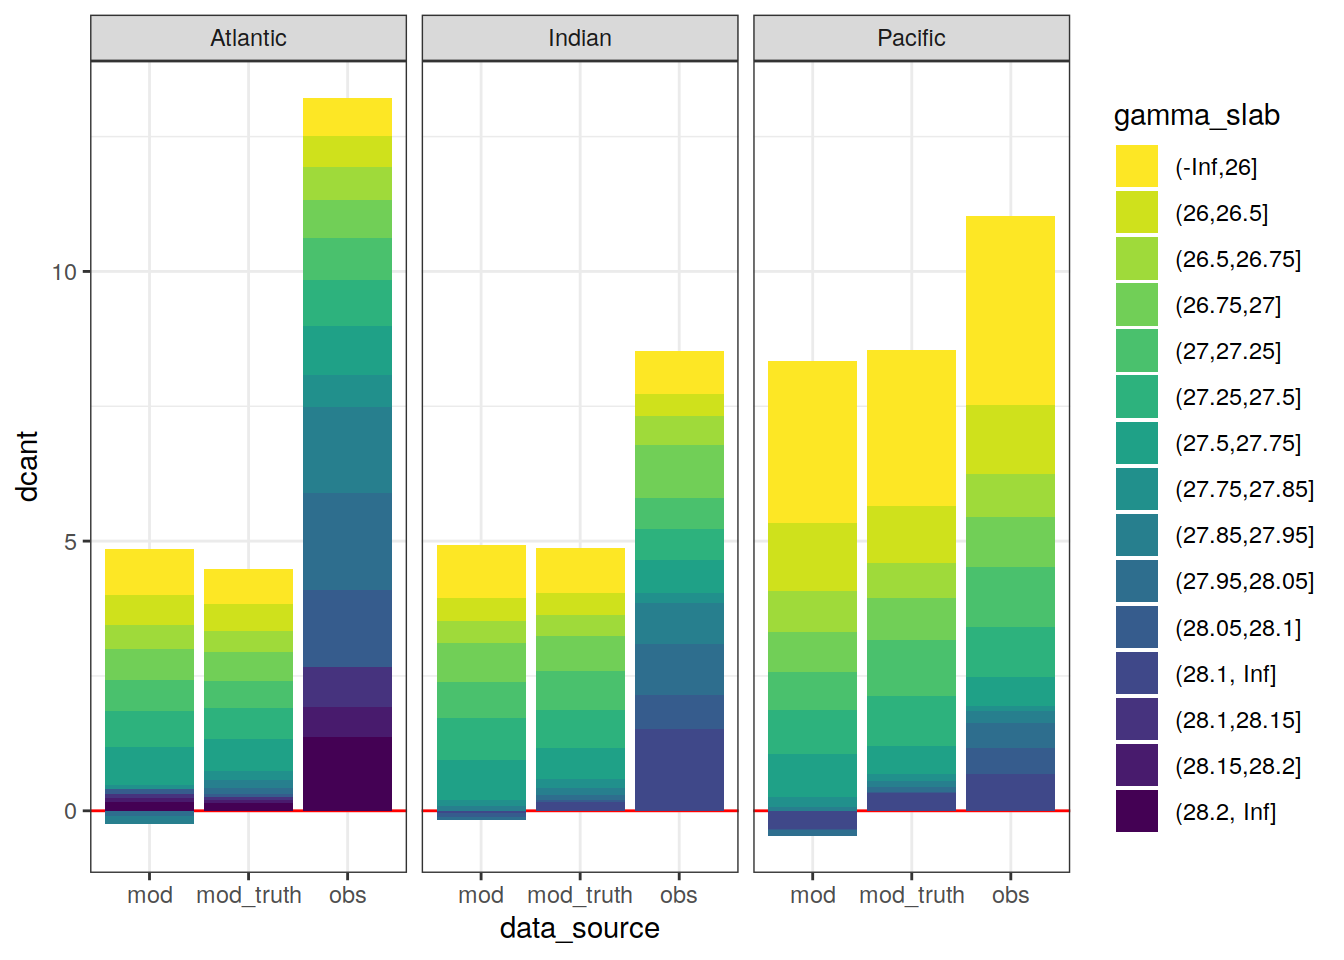 Atlantic Indian Pacific
10
5
0
dcant
mod mod_truth obs mod mod_truth obs mod mod_truth obs
data_source
gamma_slab
(-Inf,26]
(26,26.5]
(26.5,26.75]
(26.75,27]
(27,27.25]
(27.25,27.5]
(27.5,27.75]
(27.75,27.85]
(27.85,27.95]
(27.95,28.05]
(28.05,28.1]
(28.1, Inf]
(28.1,28.15]
(28.15,28.2]
(28.2, Inf]